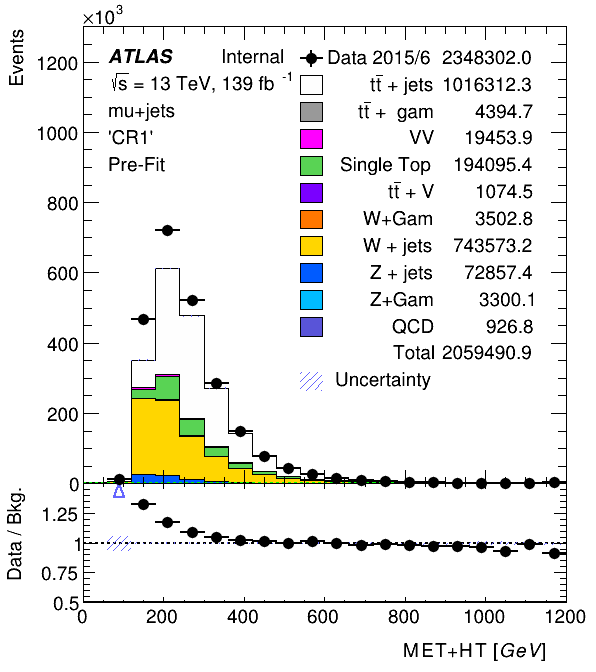 ×10³
Events
ATLAS Internal
√s = 13 TeV, 139 fb⁻¹
mu+jets
'CR1'
Pre-Fit
Data 2015/6 2348302.0
tt̄ + jets 1016312.3
tt̄ + gam 4394.7
VV 19453.9
Single Top 194095.4
tt̄ + V 1074.5
W+Gam 3502.8
W + jets 743573.2
Z + jets 72857.4
Z+Gam 3300.1
QCD 926.8
Total 2059490.9
Uncertainty
1200
1000
800
600
400
200
0
Data / Bkg.
1.25
1
0.75
0.5
0 200 400 600 800 1000 1200
MET+HT [GeV]